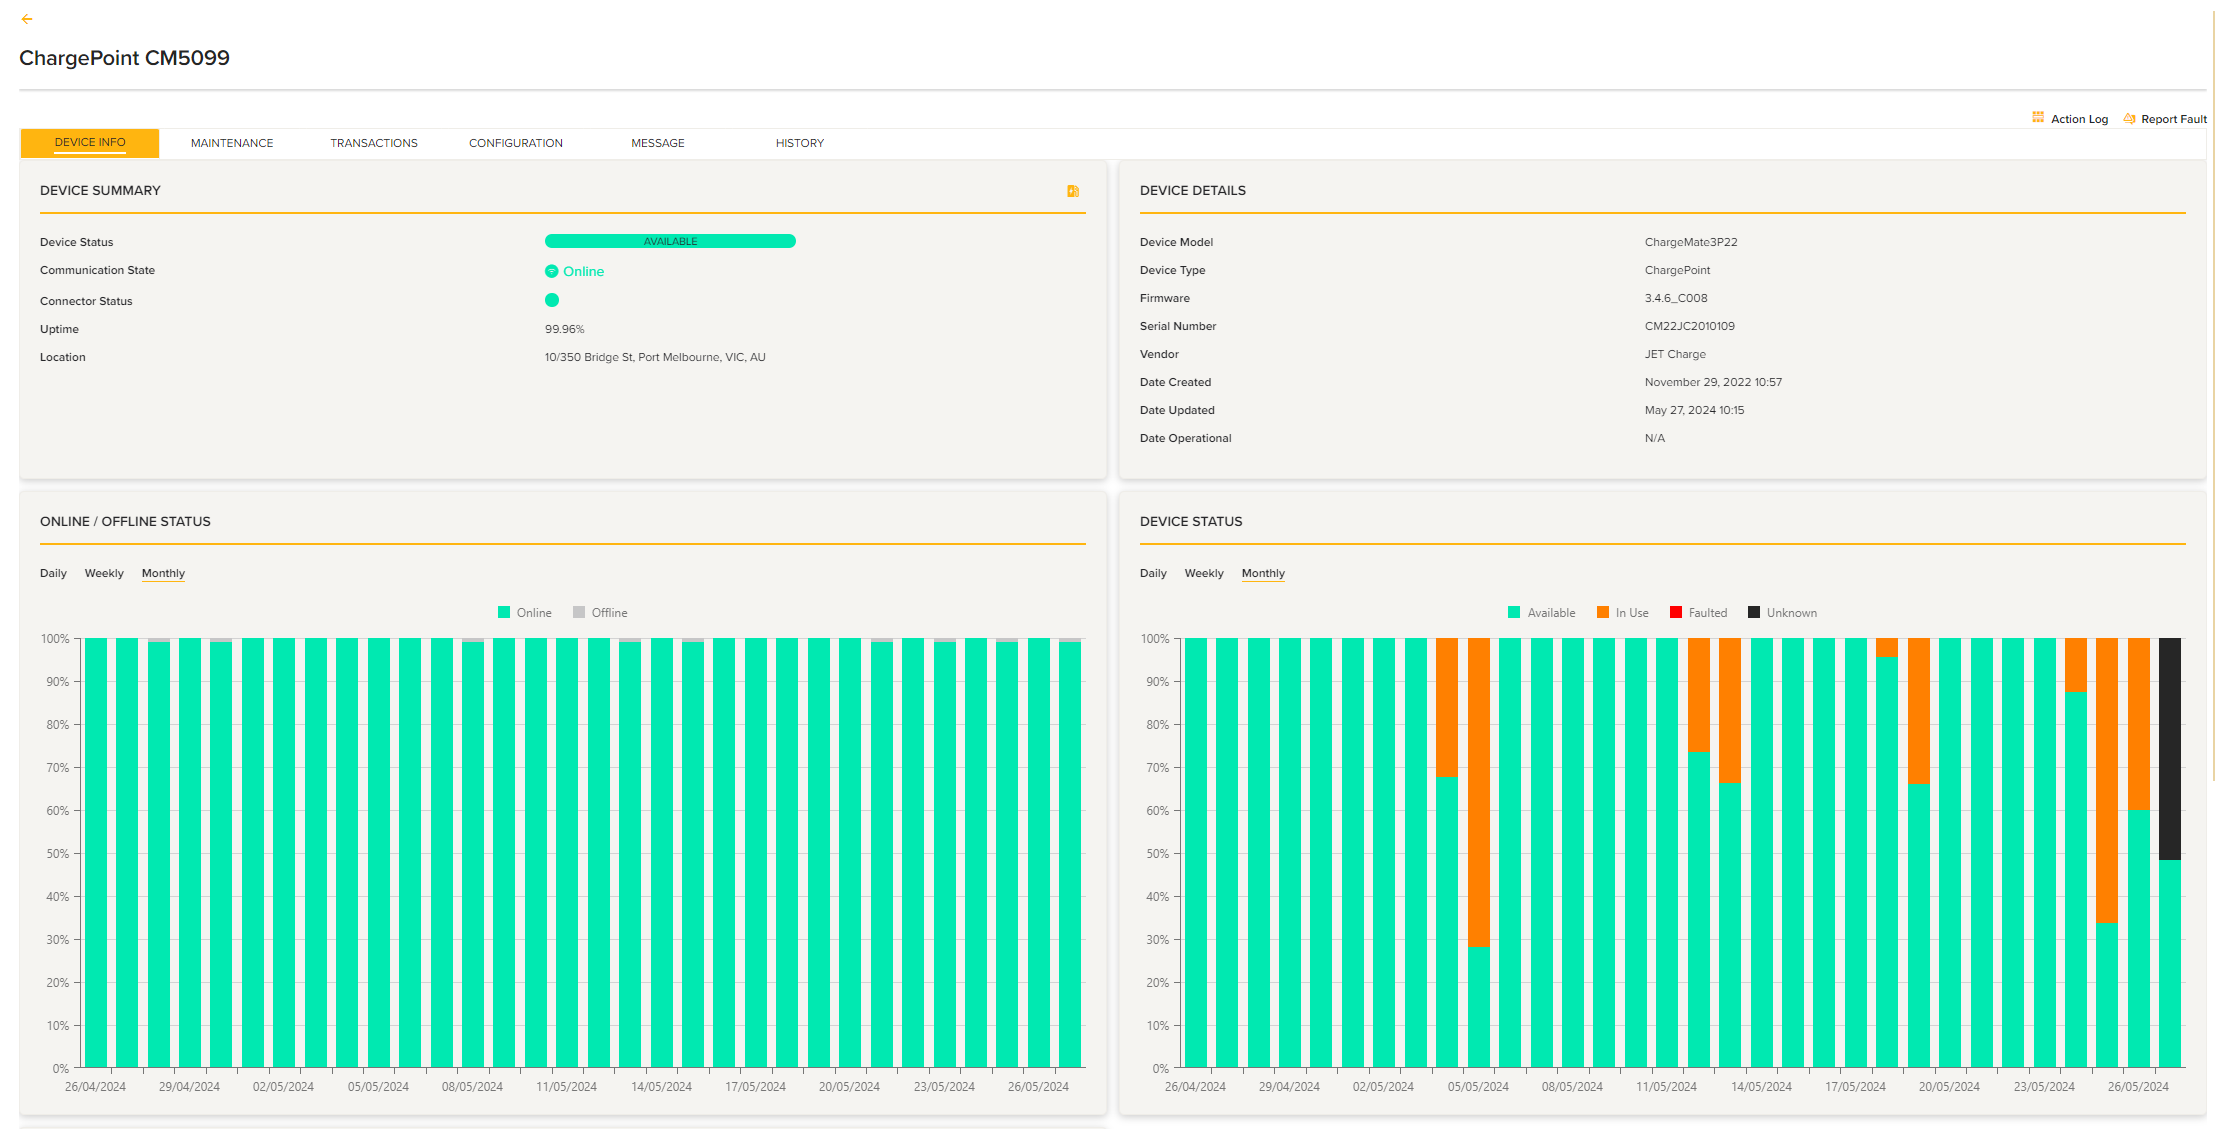 ChargePoint CM5099
Action Log Report Fault
DEVICE INFO MAINTENANCE TRANSACTIONS CONFIGURATION MESSAGE HISTORY
DEVICE SUMMARY
Device Status AVAILABLE
Communication State Online
Connector Status
Uptime 99.96%
Location 10/350 Bridge St, Port Melbourne, VIC, AU
DEVICE DETAILS
Device Model ChargeMate3P22
Device Type ChargePoint
Firmware 3.4.6_C008
Serial Number CM22JC2010109
Vendor JET Charge
Date Created November 29, 2022 10:57
Date Updated May 27, 2024 10:15
Date Operational N/A
ONLINE / OFFLINE STATUS
Daily Weekly Monthly
Online Offline
100%
90%
80%
70%
60%
50%
40%
30%
20%
10%
0%
26/04/2024 29/04/2024 02/05/2024 05/05/2024 08/05/2024 11/05/2024 14/05/2024 17/05/2024 20/05/2024 23/05/2024 26/05/2024
DEVICE STATUS
Daily Weekly Monthly
Available In Use Faulted Unknown
100%
90%
80%
70%
60%
50%
40%
30%
20%
10%
0%
26/04/2024 29/04/2024 02/05/2024 05/05/2024 08/05/2024 11/05/2024 14/05/2024 17/05/2024 20/05/2024 23/05/2024 26/05/2024